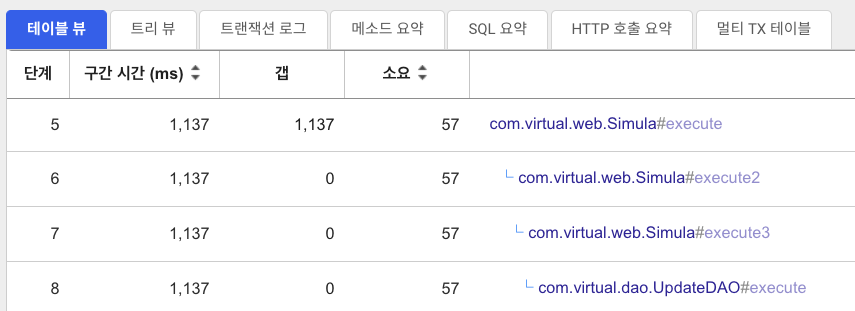 테이블 뷰 트리 뷰 트랜잭션 로그 메소드 요약 SQL 요약 HTTP 호출 요약 멀티 TX 테이블
단계 구간 시간 (ms) 갭 소요
5 1,137 1,137 57 com.virtual.web.Simula#execute
6 1,137 0 57 com.virtual.web.Simula#execute2
7 1,137 0 57 com.virtual.web.Simula#execute3
8 1,137 0 57 com.virtual.dao.UpdateDAO#execute